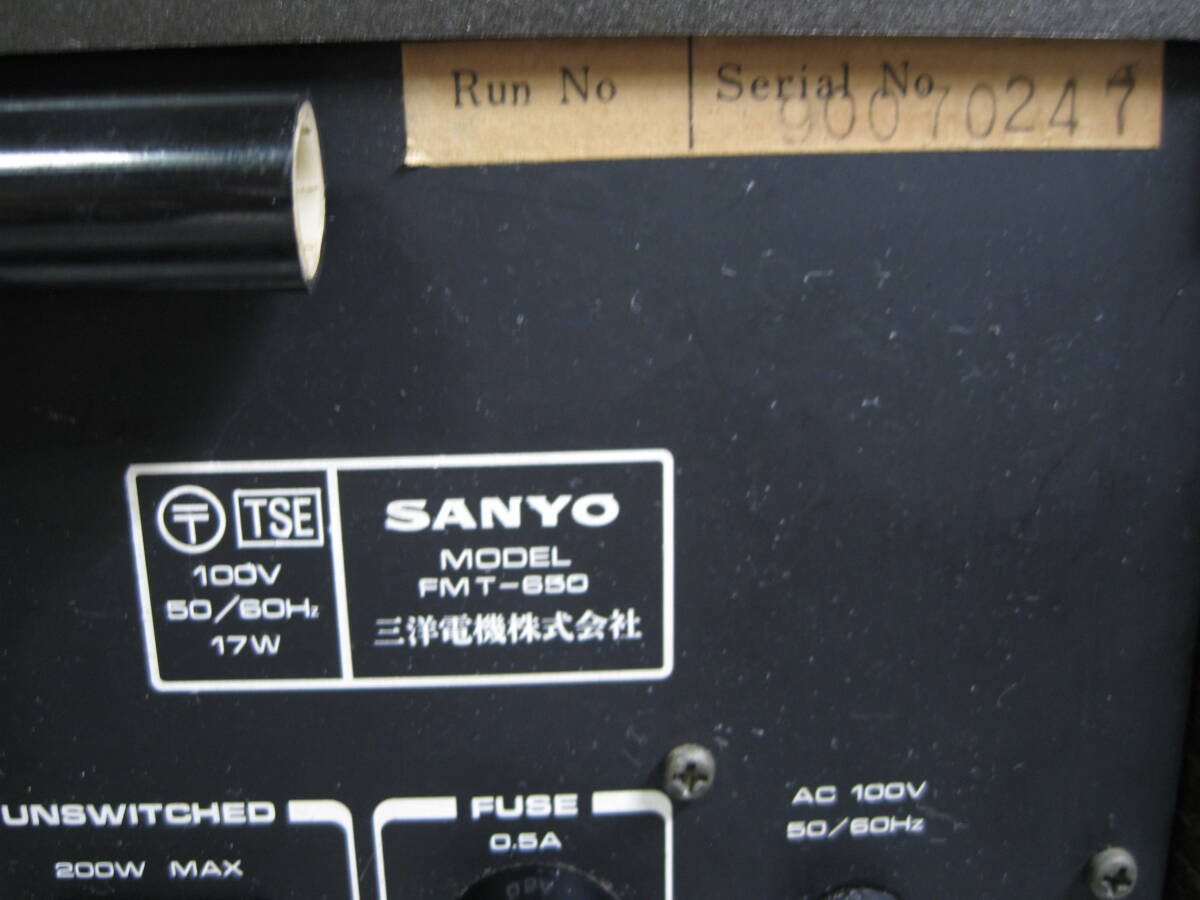 Run No
Serial No
90070247
〒 TSE
100V
50/60Hz
17W
SANYO
MODEL
FMT-650
三洋電機株式会社
UNSWITCHED
200W MAX
FUSE
0.5A
AC 100V
50/60Hz